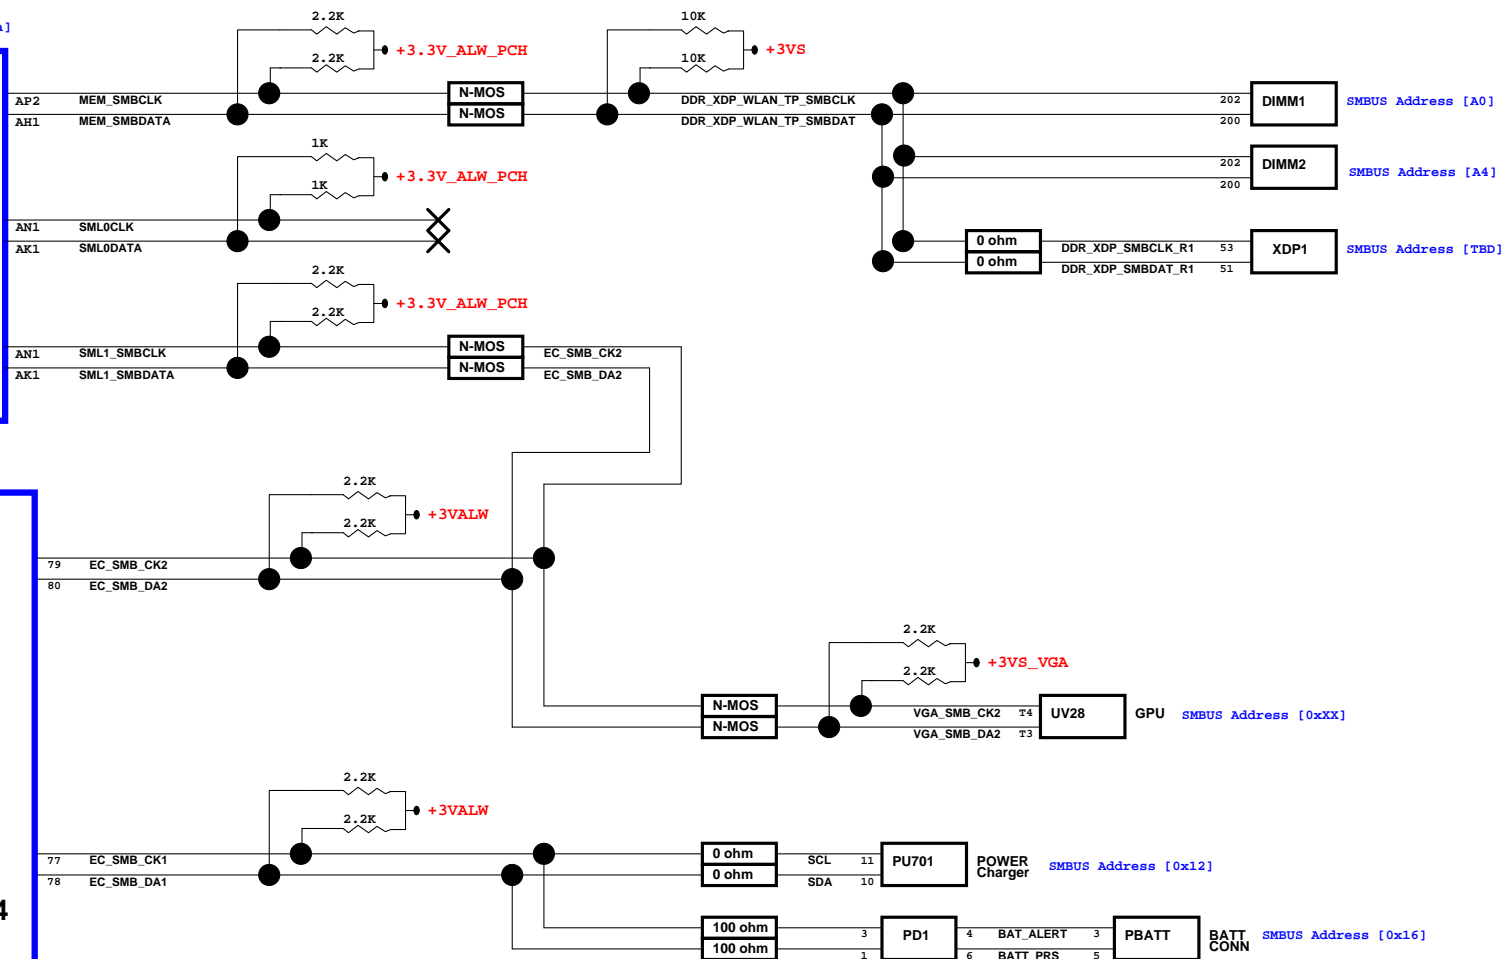 ]
2.2K
2.2K
+3.3V_ALW_PCH
10K
10K
+3VS
AP2 MEM_SMBCLK N-MOS DDR_XDP_WLAN_TP_SMBCLK 202 DIMM1 SMBUS Address [A0]
AH1 MEM_SMBDATA N-MOS DDR_XDP_WLAN_TP_SMBDAT 200
1K
1K
+3.3V_ALW_PCH
202 DIMM2 SMBUS Address [A4]
200
AN1 SML0CLK
AK1 SML0DATA
0 ohm DDR_XDP_SMBCLK_R1 53 XDP1 SMBUS Address [TBD]
0 ohm DDR_XDP_SMBDAT_R1 51
2.2K
2.2K
+3.3V_ALW_PCH
AN1 SML1_SMBCLK N-MOS EC_SMB_CK2
AK1 SML1_SMBDATA N-MOS EC_SMB_DA2
2.2K
2.2K
+3VALW
79 EC_SMB_CK2
80 EC_SMB_DA2
2.2K
2.2K
+3VS_VGA
N-MOS VGA_SMB_CK2 T4 UV28 GPU SMBUS Address [0xXX]
N-MOS VGA_SMB_DA2 T3
2.2K
2.2K
+3VALW
77 EC_SMB_CK1 0 ohm SCL 11 PU701 POWER Charger SMBUS Address [0x12]
78 EC_SMB_DA1 0 ohm SDA 10
4
100 ohm 3 PD1 4 BAT_ALERT 3 PBATT BATT CONN SMBUS Address [0x16]
100 ohm 1 6 BATT_PRS 5